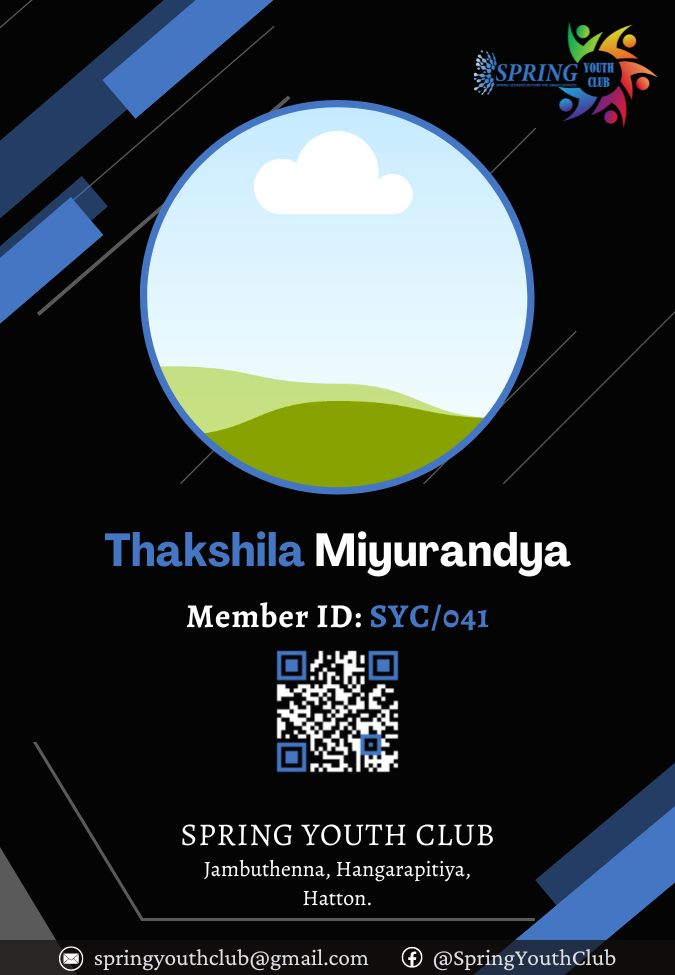 SPRING YOUTH
CLUB
Thakshila Miyurandya
Member ID: SYC/041
SPRING YOUTH CLUB
Jambuthenna, Hangarapitiya,
Hatton.
springyouthclub@gmail.com @SpringYouthClub